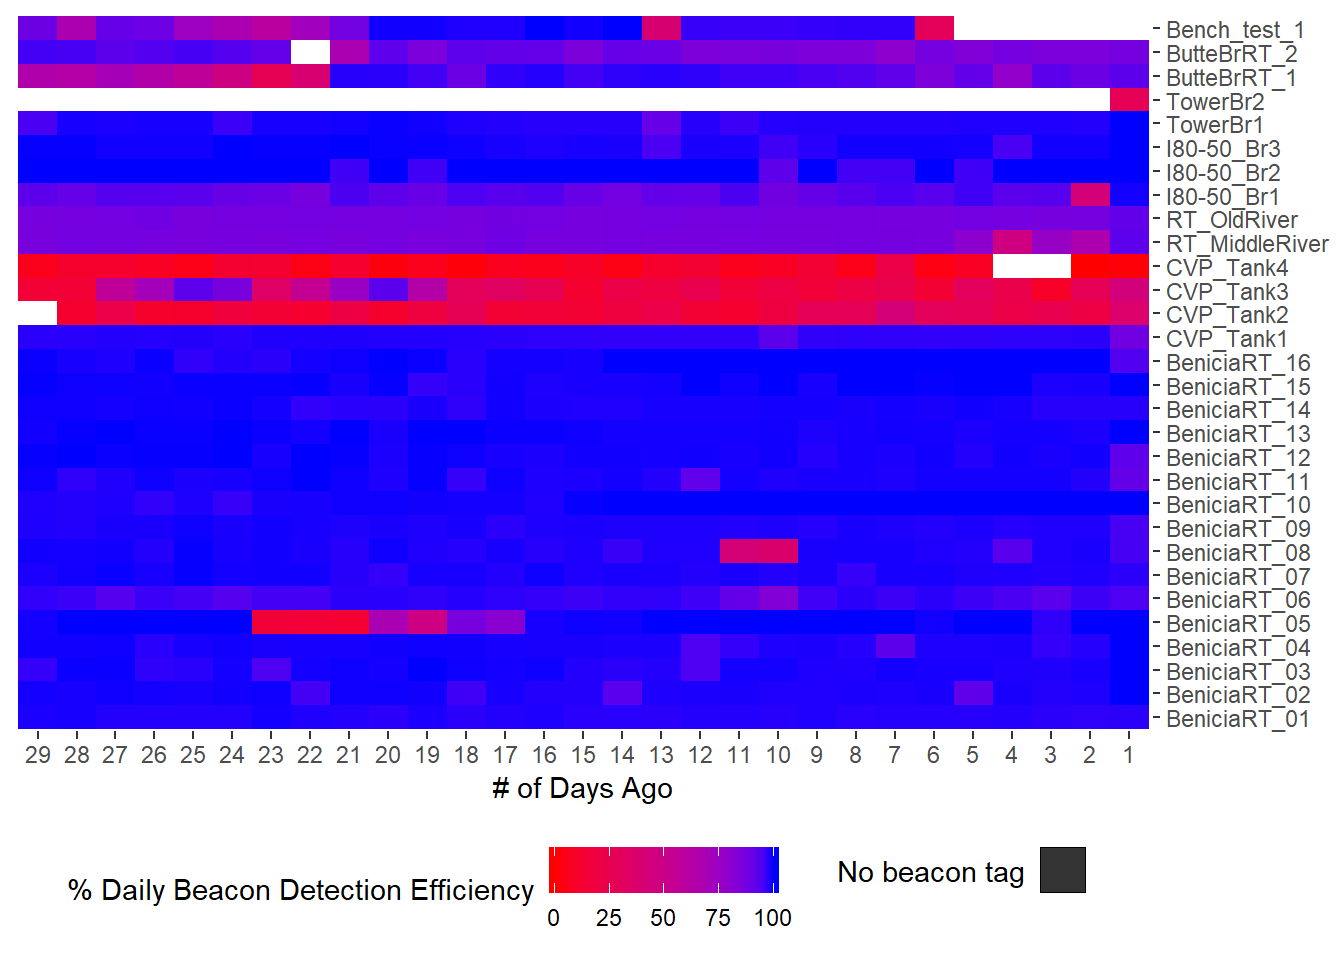 Bench_test_1
ButteBrRT_2
ButteBrRT_1
TowerBr2
TowerBr1
I80-50_Br3
I80-50_Br2
I80-50_Br1
RT_OldRiver
RT_MiddleRiver
CVP_Tank4
CVP_Tank3
CVP_Tank2
CVP_Tank1
BeniciaRT_16
BeniciaRT_15
BeniciaRT_14
BeniciaRT_13
BeniciaRT_12
BeniciaRT_11
BeniciaRT_10
BeniciaRT_09
BeniciaRT_08
BeniciaRT_07
BeniciaRT_06
BeniciaRT_05
BeniciaRT_04
BeniciaRT_03
BeniciaRT_02
BeniciaRT_01
29 28 27 26 25 24 23 22 21 20 19 18 17 16 15 14 13 12 11 10 9 8 7 6 5 4 3 2 1
# of Days Ago
% Daily Beacon Detection Efficiency
0 25 50 75 100
No beacon tag